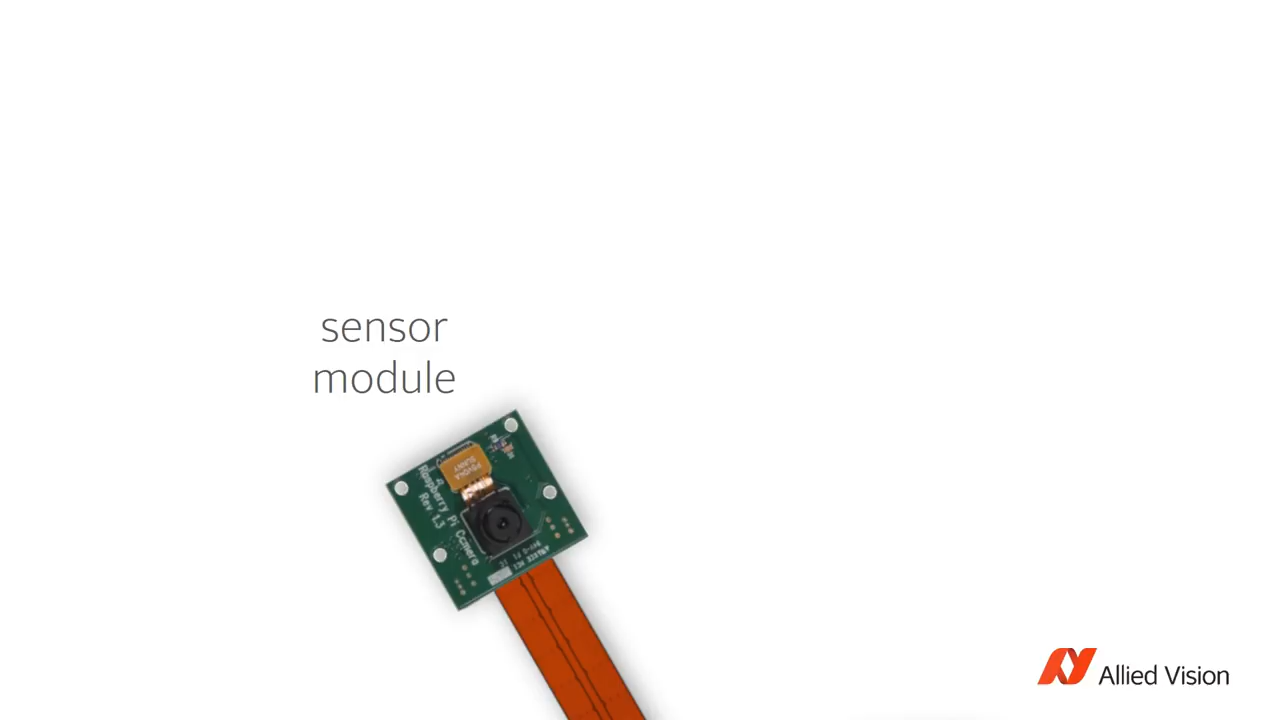 sensor
module
Raspberry Pi Camera
Rev 1.3
Allied Vision